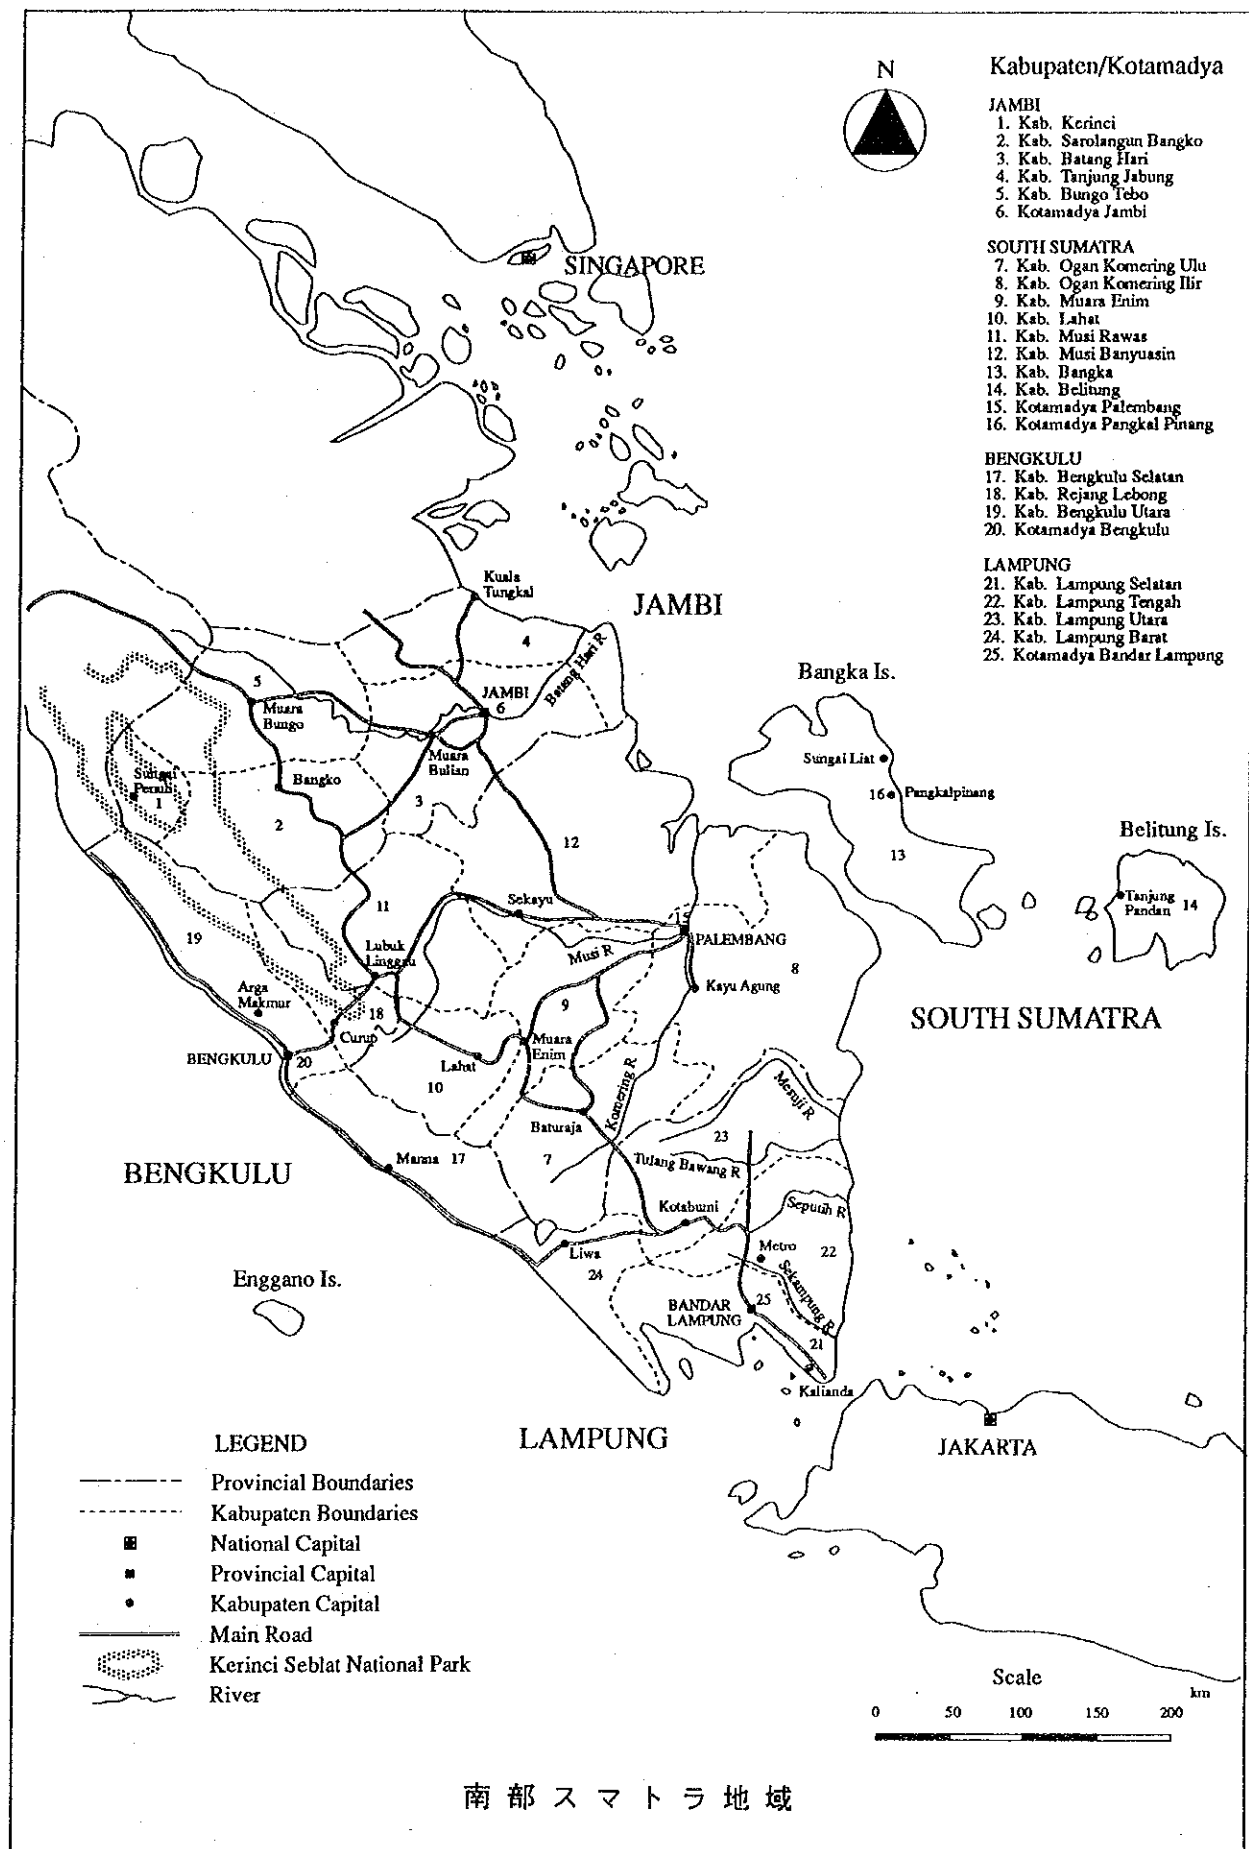 N
Kabupaten/Kotamadya
JAMBI
1. Kab. Kerinci
2. Kab. Sarolangun Bangko
3. Kab. Batang Hari
4. Kab. Tanjung Jabung
5. Kab. Bungo Tebo
6. Kotamadya Jambi
SOUTH SUMATRA
7. Kab. Ogan Komering Ulu
8. Kab. Ogan Komering Ilir
9. Kab. Muara Enim
10. Kab. Lahat
11. Kab. Musi Rawas
12. Kab. Musi Banyuasin
13. Kab. Bangka
14. Kab. Belitung
15. Kotamadya Palembang
16. Kotamadya Pangkal Pinang
BENGKULU
17. Kab. Bengkulu Selatan
18. Kab. Rejang Lebong
19. Kab. Bengkulu Utara
20. Kotamadya Bengkulu
LAMPUNG
21. Kab. Lampung Selatan
22. Kab. Lampung Tengah
23. Kab. Lampung Utara
24. Kab. Lampung Barat
25. Kotamadya Bandar Lampung
SINGAPORE
Kuala
Tungkal
JAMBI
4
Batang Hari R
Bangka Is.
5
Muara
Bungo
JAMBI
6
Muara
Bulian
Sungai Liat
Sungai
Penuh
1
Bangko
3
16
Pangkalpinang
2
12
13
Belitung Is.
Tanjung
Pandan
14
11
Sekayu
15
PALEMBANG
19
Lubuk
Linggau
Musi R
8
Arga
Makmur
18
9
Kayu Agung
SOUTH SUMATRA
BENGKULU
20
Curup
Lahat
Muara
Enim
10
Komering R
Mesuji R
Baturaja
23
BENGKULU
Manna
17
7
Tulang Bawang R
Kotabumi
Seputih R
Liwa
Metro
22
24
Sekampung R
Enggano Is.
BANDAR
LAMPUNG
25
21
Kalianda
LAMPUNG
JAKARTA
LEGEND
Provincial Boundaries
Kabupaten Boundaries
National Capital
Provincial Capital
Kabupaten Capital
Main Road
Kerinci Seblat National Park
River
Scale
km
0 50 100 150 200
南部スマトラ地域